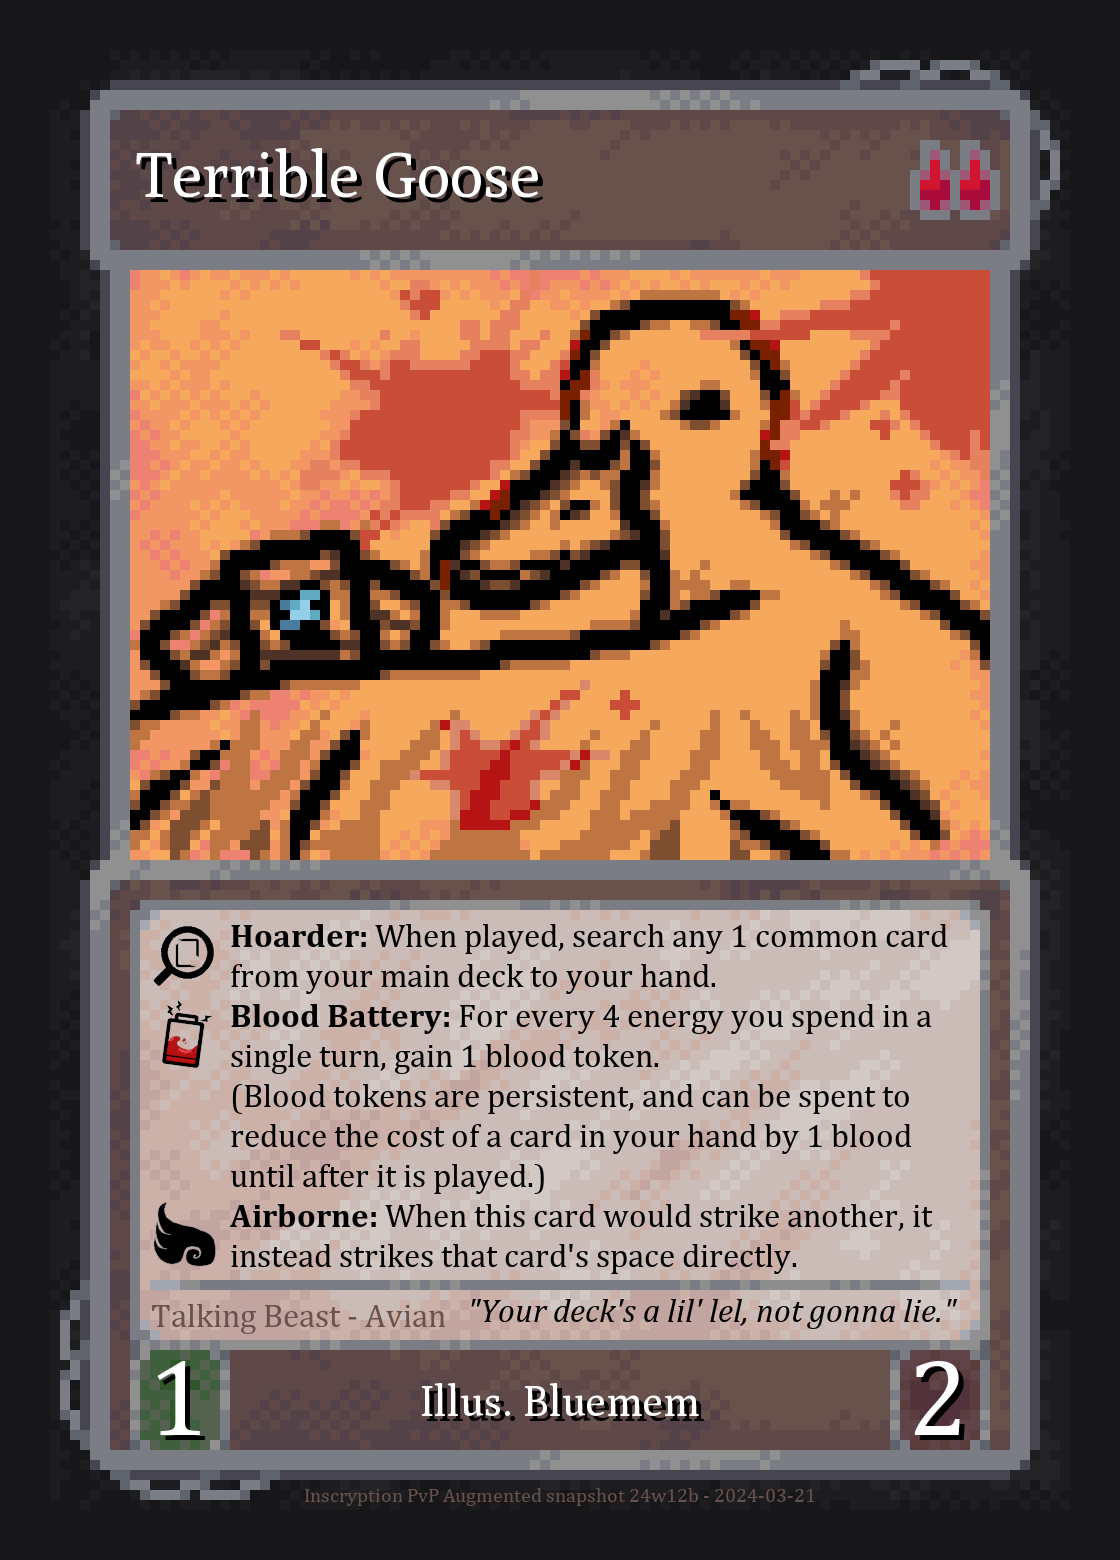 Terrible Goose
Hoarder: When played, search any 1 common card
from your main deck to your hand.
Blood Battery: For every 4 energy you spend in a
single turn, gain 1 blood token.
(Blood tokens are persistent, and can be spent to
reduce the cost of a card in your hand by 1 blood
until after it is played.)
Airborne: When this card would strike another, it
instead strikes that card's space directly.
Talking Beast - Avian "Your deck's a lil' lel, not gonna lie."
1 Illus. Bluemem 2
Inscryption PvP Augmented snapshot 24w12b - 2024-03-21